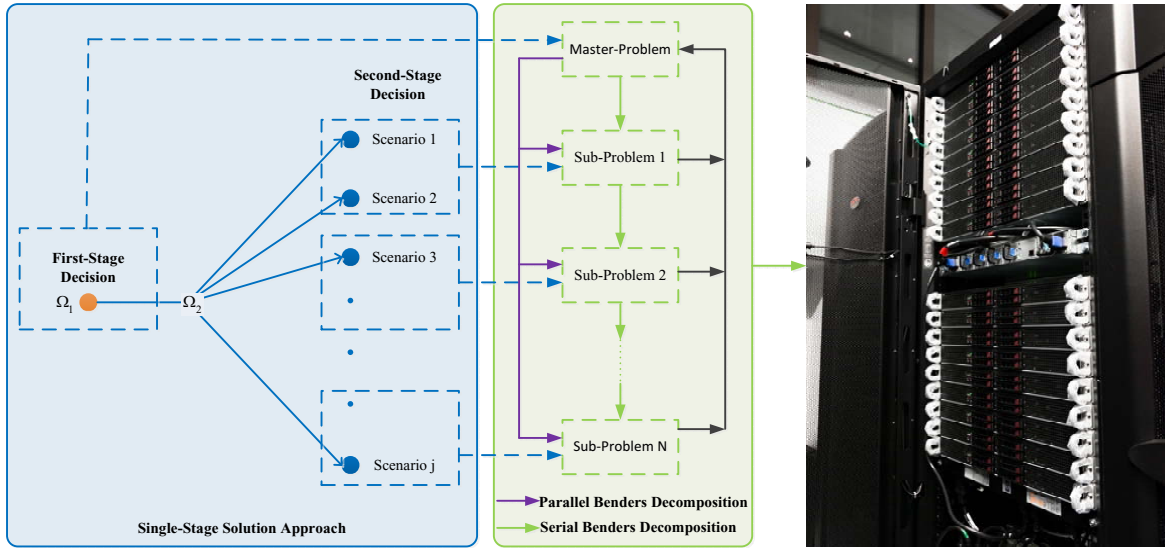 Master-Problem
Second-Stage
Decision
Scenario 1
Sub-Problem 1
Scenario 2
First-Stage
Decision
Scenario 3
Sub-Problem 2
Ω1
Ω2
Sub-Problem N
Scenario j
Parallel Benders Decomposition
Single-Stage Solution Approach
Serial Benders Decomposition